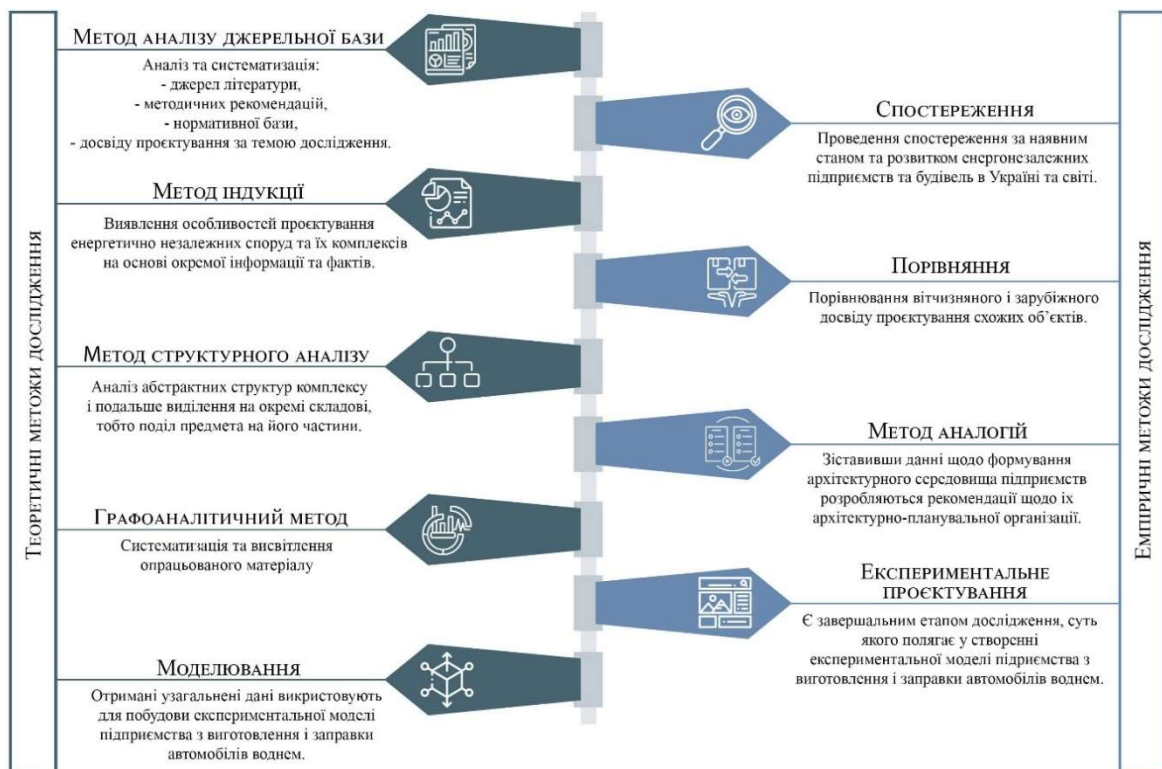 ТЕОРЕТИЧНІ МЕТОЖИ ДОСЛІДЖЕННЯ
МЕТОД АНАЛІЗУ ДЖЕРЕЛЬНОЇ БАЗИ
Аналіз та систематизація:
- джерел літератури,
- методичних рекомендацій,
- нормативної бази,
- досвіду проєктування за темою дослідження.
МЕТОД ІНДУКЦІЇ
Виявлення особливостей проєктування
енергетично незалежних споруд та їх комплексів
на основі окремої інформації та фактів.
МЕТОД СТРУКТУРНОГО АНАЛІЗУ
Аналіз абстрактних структур комплексу
і подальше виділення на окремі складові,
тобто поділ предмета на його частини.
ГРАФОАНАЛІТИЧНИЙ МЕТОД
Систематизація та висвітлення
опрацьованого матеріалу
МОДЕЛЮВАННЯ
Отримані узагальнені дані викристовують
для побудови експериментальної моделі
підприємства з виготовлення і заправки
автомобілів воднем.
СПОСТЕРЕЖЕННЯ
Проведення спостереження за наявним
станом та розвитком енергонезалежних
підприємств та будівель в Україні та світі.
ПОРІВНЯННЯ
Порівнювання вітчизняного і зарубіжного
досвіду проєктування схожих об’єктів.
МЕТОД АНАЛОГІЙ
Зіставивши данні щодо формування
архітектурного середовища підприємств
розробляються рекомендації щодо їх
архітектурно-планувальної організації.
ЕКСПЕРИМЕНТАЛЬНЕ
ПРОЄКТУВАННЯ
Є завершальним етапом дослідження, суть
якого полягає у створенні
експериментальної моделі підприємства з
виготовлення і заправки автомобілів воднем.
ЕМПІРИЧНІ МЕТОЖИ ДОСЛІДЖЕННЯ